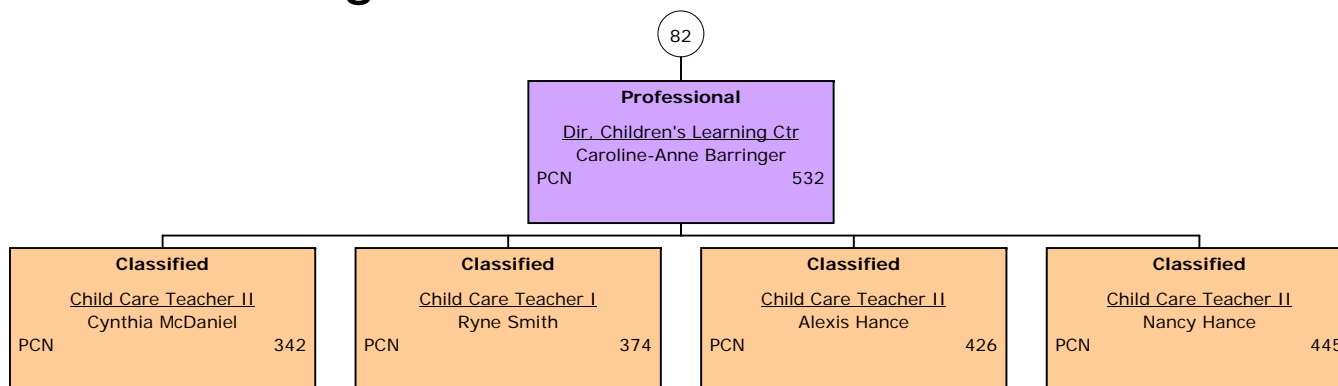 82
Professional
Dir, Children's Learning Ctr
Caroline-Anne Barringer
PCN 532
Classified
Child Care Teacher II
Cynthia McDaniel
PCN 342
Classified
Child Care Teacher I
Ryne Smith
PCN 374
Classified
Child Care Teacher II
Alexis Hance
PCN 426
Classified
Child Care Teacher II
Nancy Hance
PCN 445